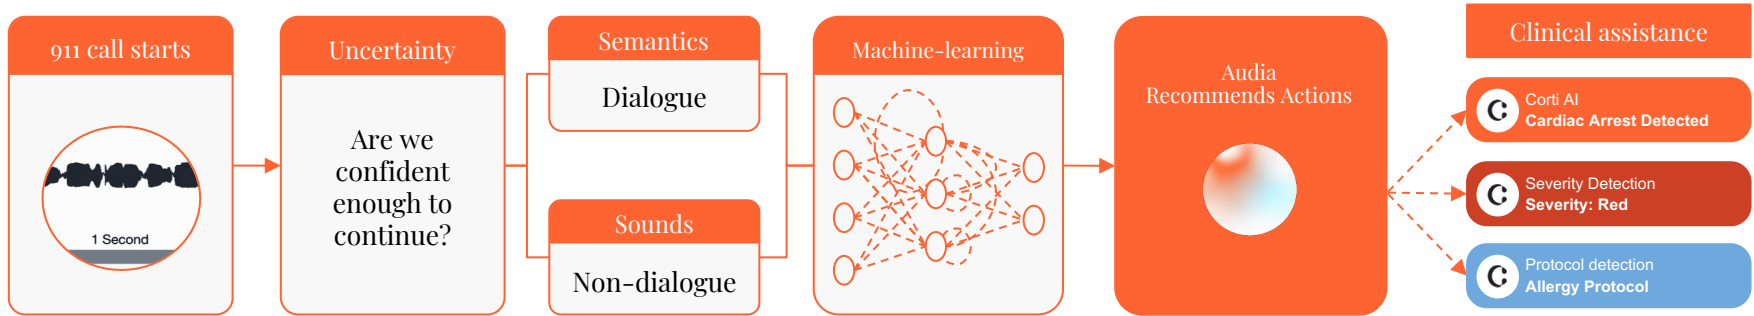 911 call starts
1 Second
Uncertainty
Are we
confident
enough to
continue?
Semantics
Dialogue
Sounds
Non-dialogue
Machine-learning
Audia
Recommends Actions
Clinical assistance
Corti AI
Cardiac Arrest Detected
Severity Detection
Severity: Red
Protocol detection
Allergy Protocol